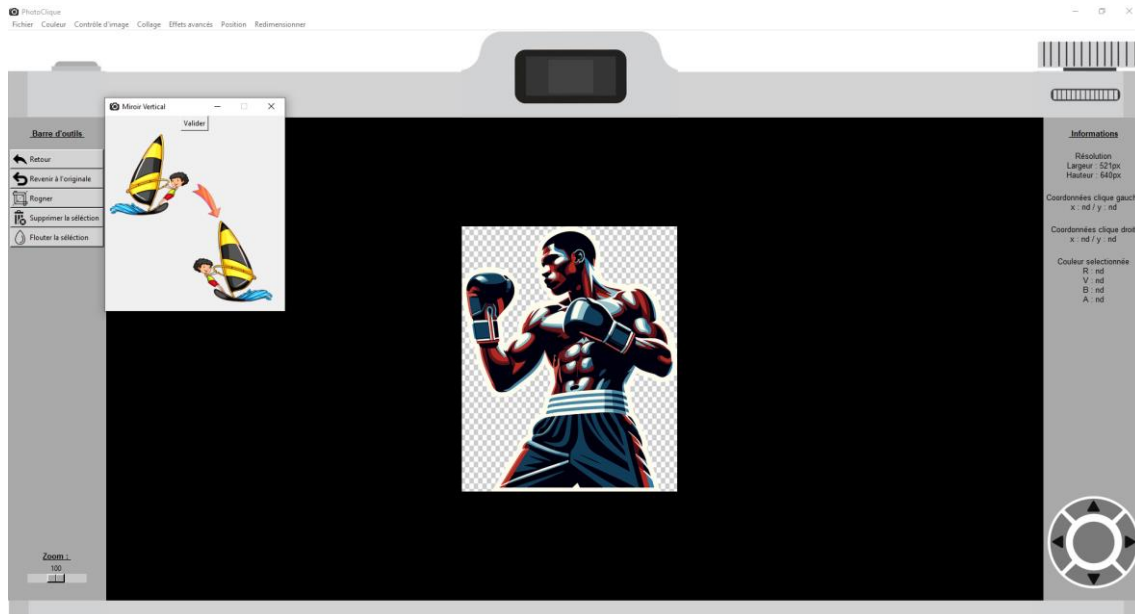 PhotoClique
Fichier Couleur Contrôle d'image Collage Effets avancés Position Redimensionner
Miroir Vertical
Valider
Barre d'outils
Retour
Revenir à l'originale
Rogner
Supprimer la séléction
Flouter la séléction
Zoom :
100
Informations
Résolution
Largeur : 521px
Hauteur : 640px
Coordonnées clique gauch
x : nd / y : nd
Coordonnées clique droit
x : nd / y : nd
Couleur selectionnée
R : nd
V : nd
B : nd
A : nd